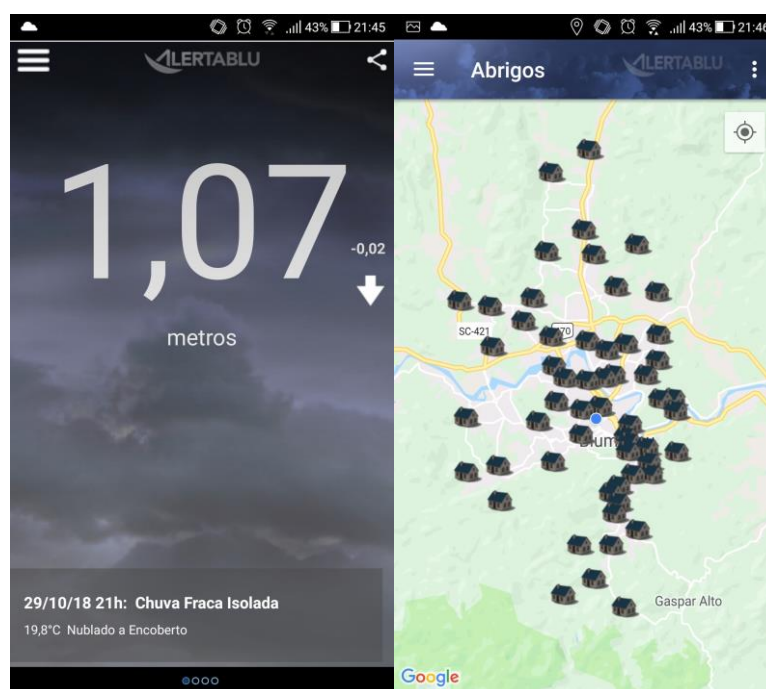 43% 21:45
ALERTABLU
1,07
-0,02
metros
29/10/18 21h: Chuva Fraca Isolada
19,8°C Nublado a Encoberto
43% 21:46
Abrigos
ALERTABLU
SC-421
Gaspar Alto
Google